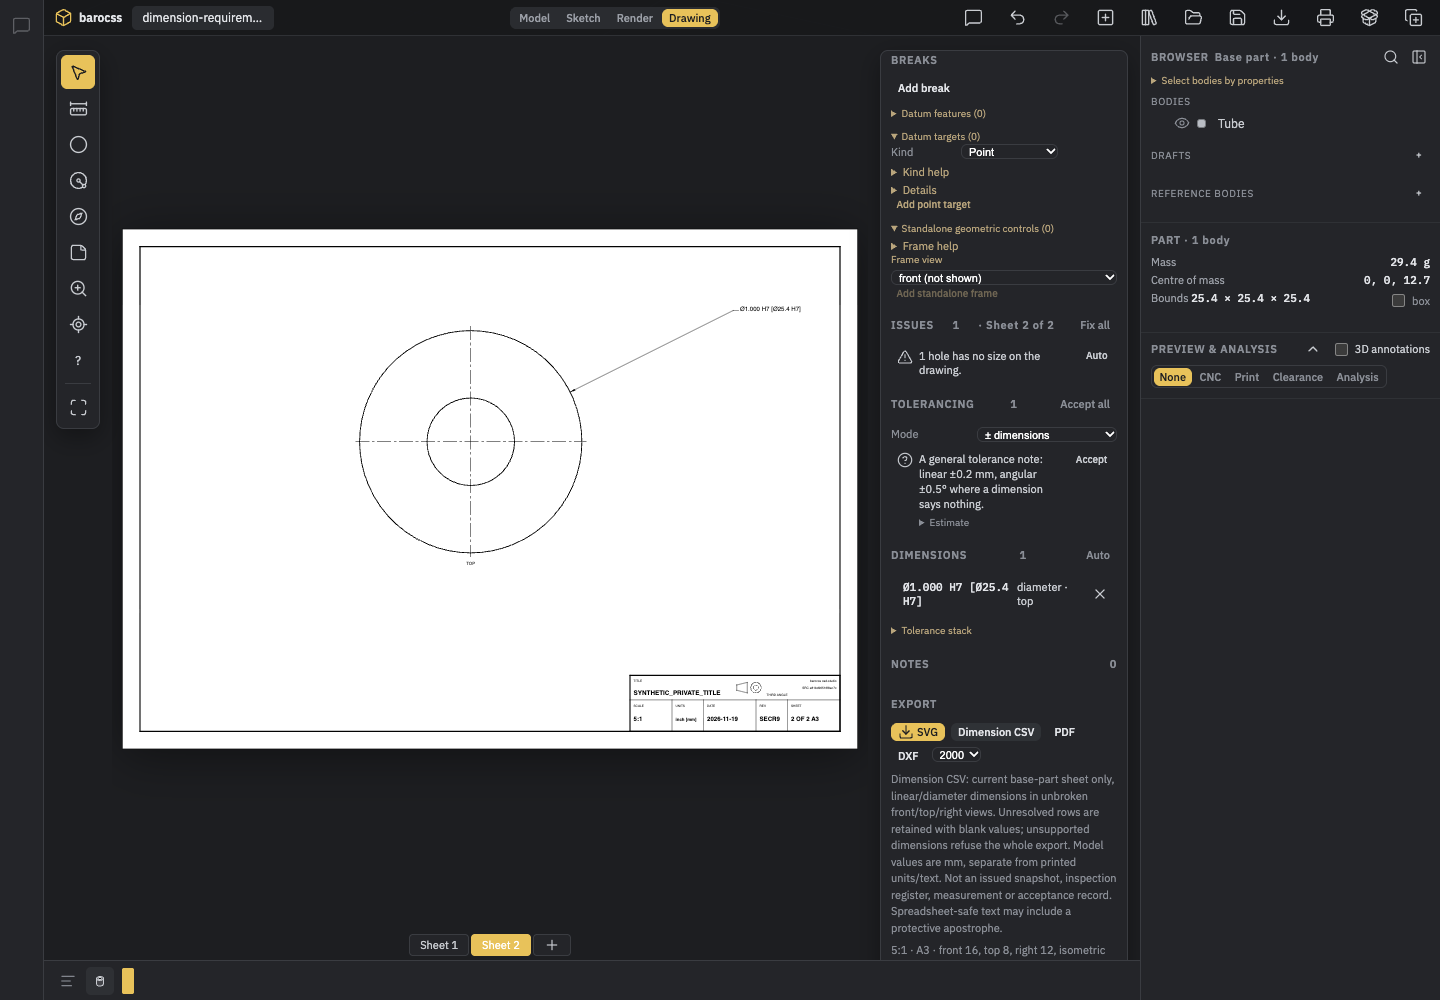 barocss
dimension-requirem...
Model
Sketch
Render
Drawing
?
Ø1.000 H7 [Ø25.4 H7]
TOP
TITLE
SYNTHETIC_PRIVATE_TITLE
THIRD ANGLE
SCALE
UNITS
DATE
REV
SHEET
5:1
inch [mm]
2026-11-19
SECR9
2 OF 2 A3
Sheet 1
Sheet 2
BREAKS
Add break
Datum features (0)
Datum targets (0)
Kind
Point
Kind help
Details
Add point target
Standalone geometric controls (0)
Frame help
Frame view
front (not shown)
Add standalone frame
ISSUES 1 · Sheet 2 of 2 Fix all
1 hole has no size on the
drawing.
Auto
TOLERANCING 1 Accept all
Mode
± dimensions
A general tolerance note:
linear ±0.2 mm, angular
±0.5° where a dimension
says nothing.
Accept
Estimate
DIMENSIONS 1 Auto
Ø1.000 H7 [Ø25.4
H7]
diameter ·
top
Tolerance stack
NOTES 0
EXPORT
SVG
Dimension CSV
PDF
DXF
2000
Dimension CSV: current base-part sheet only,
linear/diameter dimensions in unbroken
front/top/right views. Unresolved rows are
retained with blank values; unsupported
dimensions refuse the whole export. Model
values are mm, separate from printed
units/text. Not an issued snapshot, inspection
register, measurement or acceptance record.
Spreadsheet-safe text may include a
protective apostrophe.
5:1 · A3 · front 16, top 8, right 12, isometric
BROWSER Base part · 1 body
Select bodies by properties
BODIES
Tube
DRAFTS
REFERENCE BODIES
PART · 1 body
Mass 29.4 g
Centre of mass 0, 0, 12.7
Bounds 25.4 × 25.4 × 25.4
box
PREVIEW & ANALYSIS
3D annotations
None
CNC
Print
Clearance
Analysis